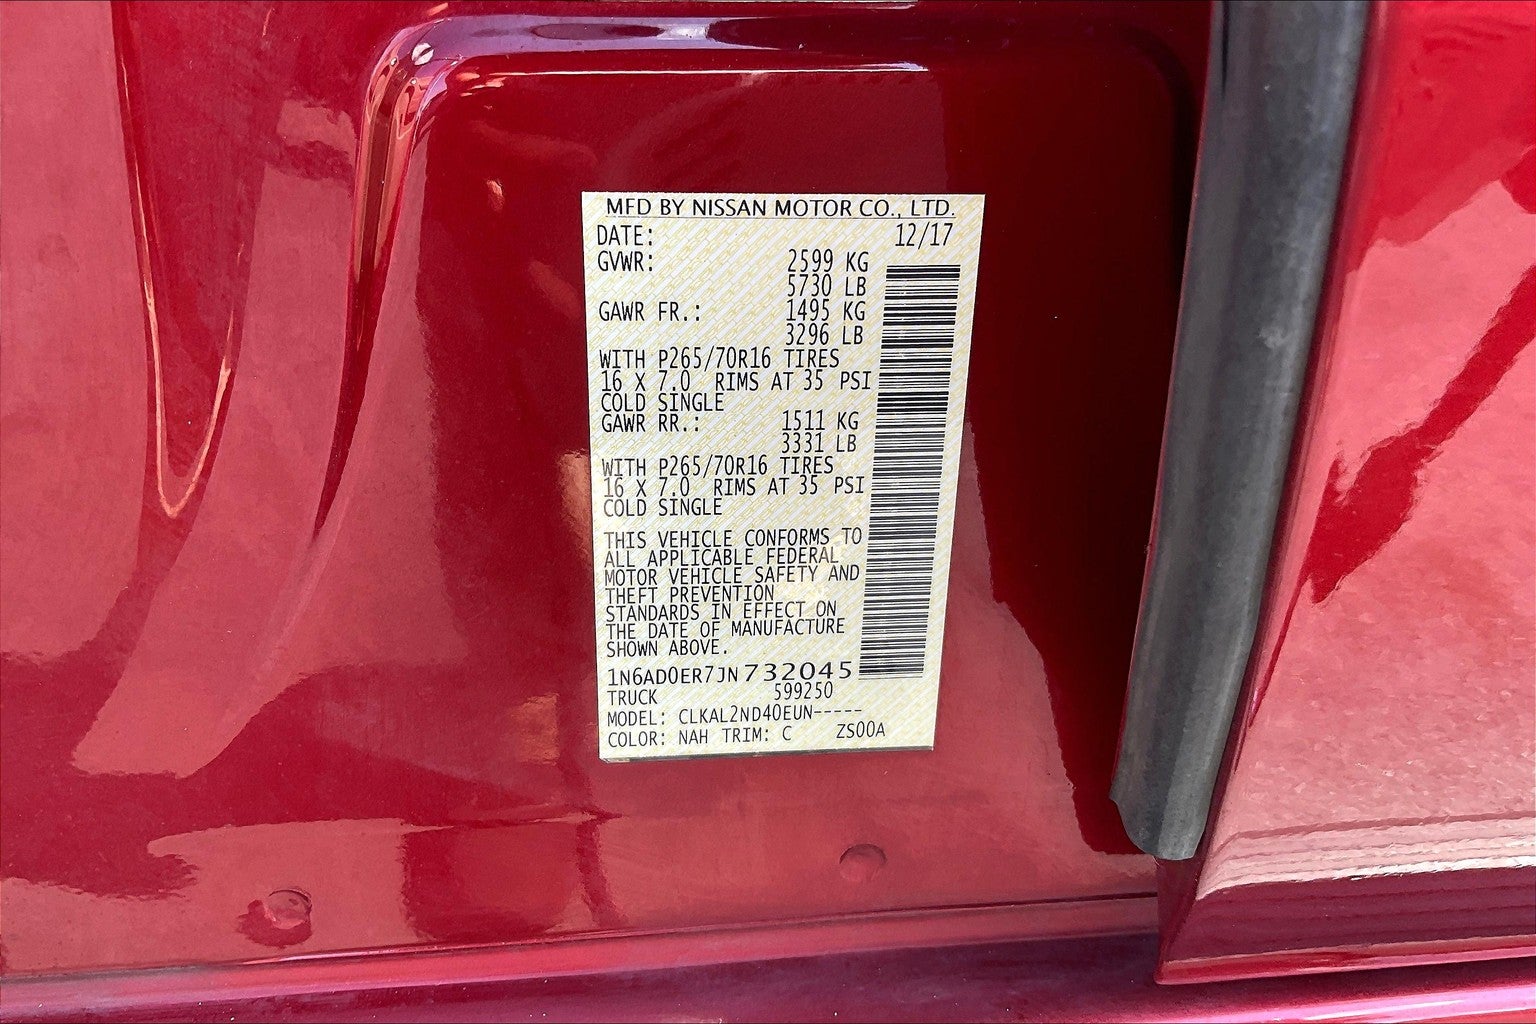 MFD BY NISSAN MOTOR CO., LTD.
DATE: 12/17
GVWR: 2599 KG
5730 LB
GAWR FR.: 1495 KG
3296 LB
WITH P265/70R16 TIRES
16 X 7.0 RIMS AT 35 PSI
COLD SINGLE
GAWR RR.: 1511 KG
3331 LB
WITH P265/70R16 TIRES
16 X 7.0 RIMS AT 35 PSI
COLD SINGLE
THIS VEHICLE CONFORMS TO
ALL APPLICABLE FEDERAL
MOTOR VEHICLE SAFETY AND
THEFT PREVENTION
STANDARDS IN EFFECT ON
THE DATE OF MANUFACTURE
SHOWN ABOVE.
1N6AD0ER7JN732045
TRUCK 599250
MODEL: CLKAL2ND40EUN-----
COLOR: NAH TRIM: C ZS00A